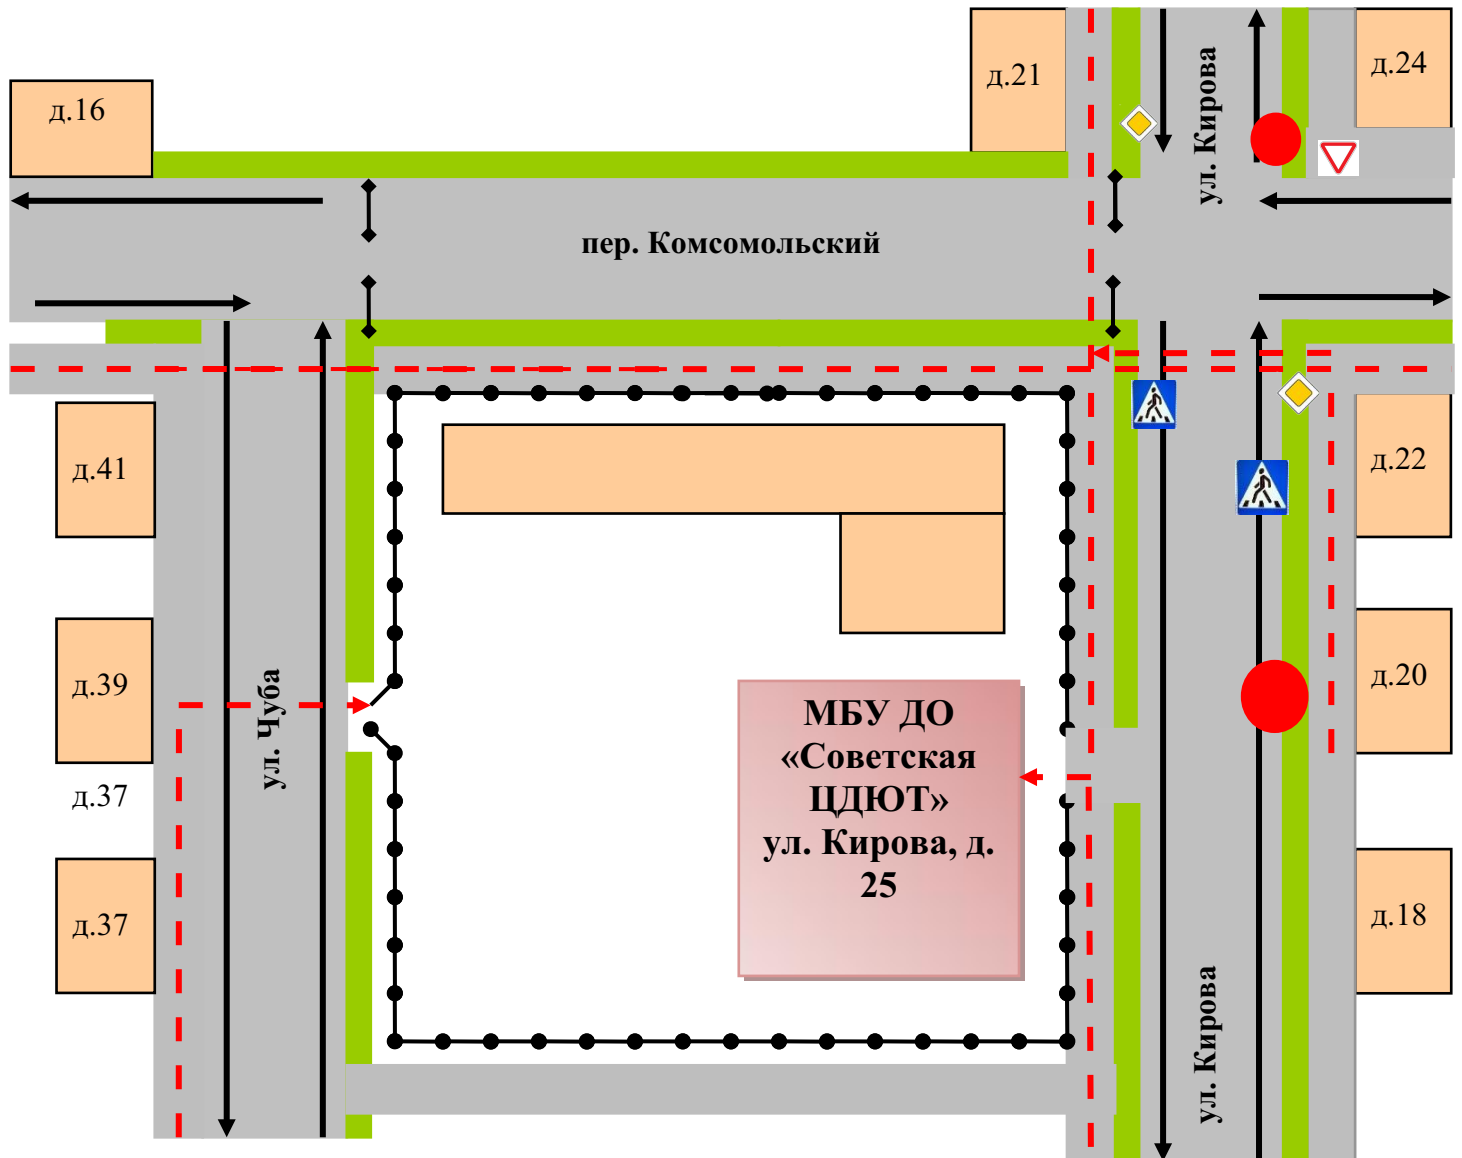 д.16
д.21
ул. Кирова
д.24
пер. Комсомольский
д.41
д.22
д.39
ул. Чуба
д.20
МБУ ДО
«Советская
ЦДЮТ»
ул. Кирова, д.
25
д.37
д.37
д.18
ул. Кирова